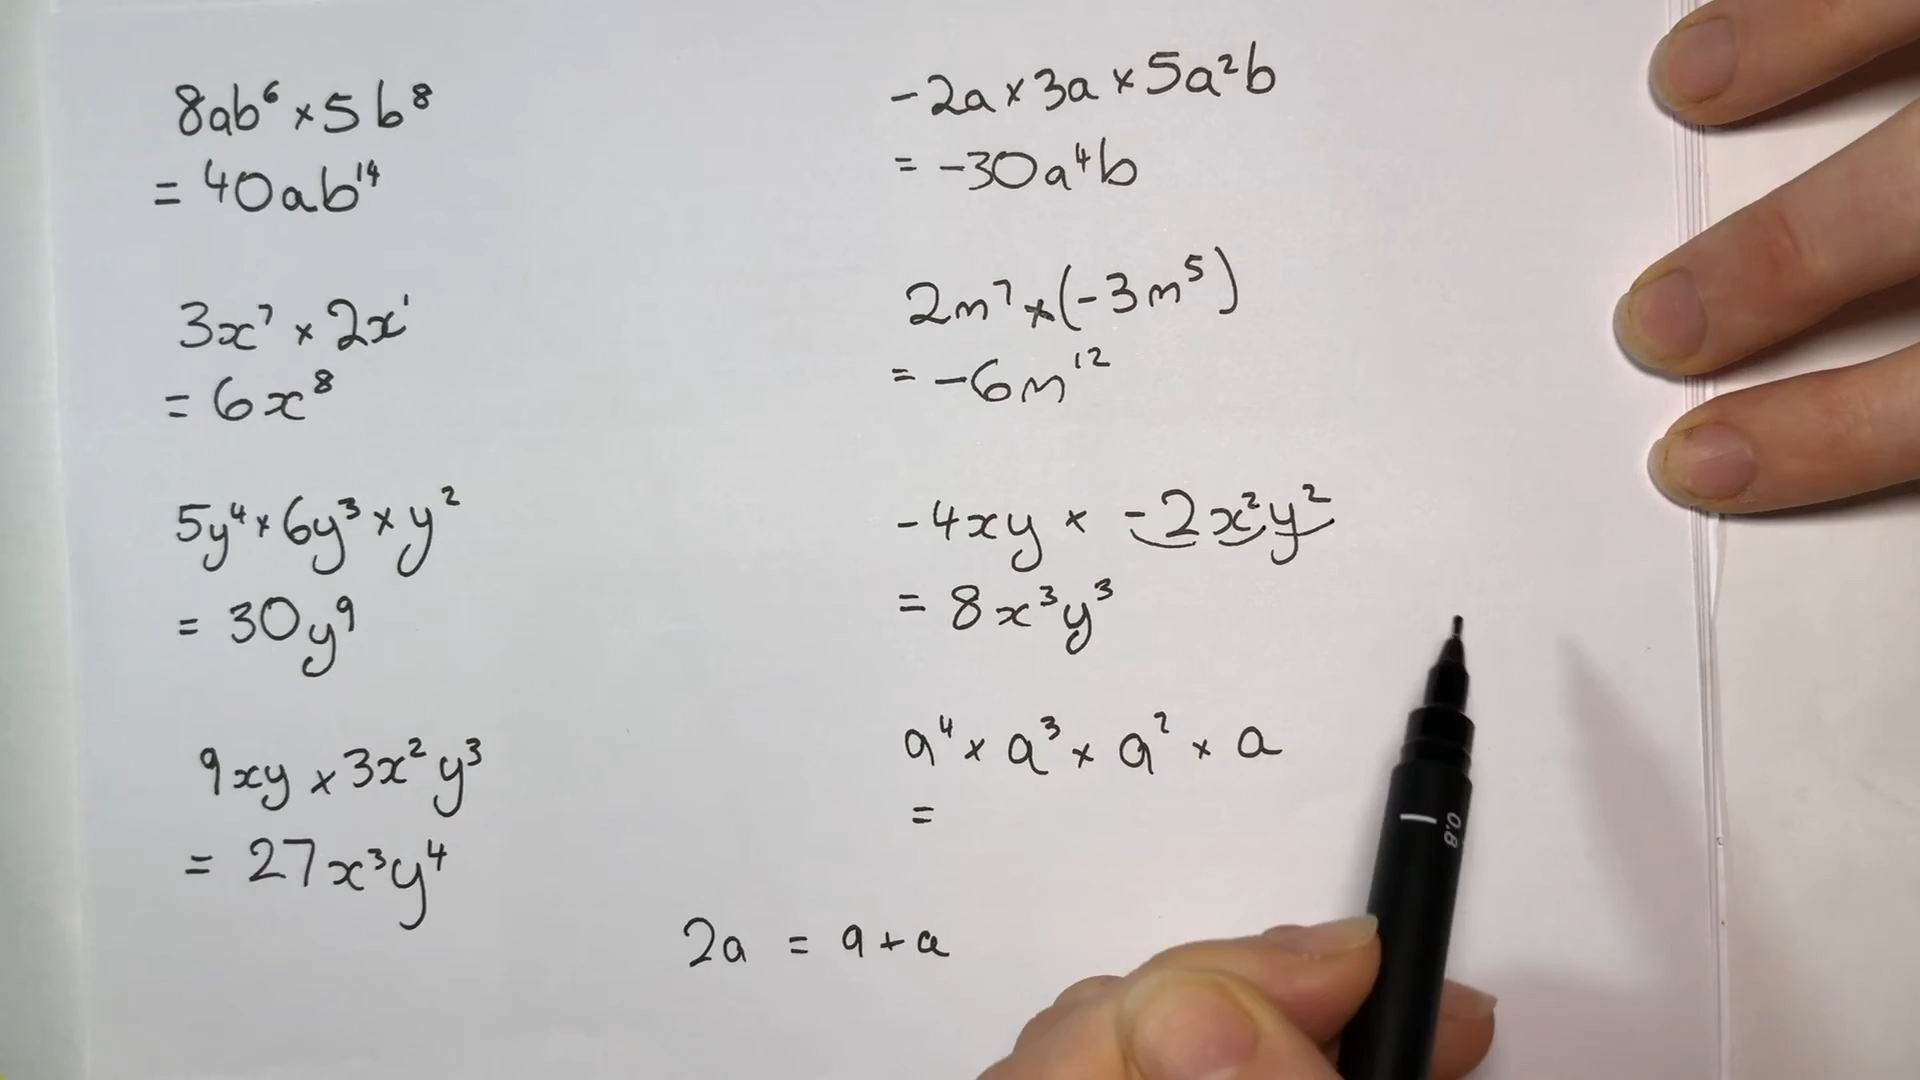 8ab⁶ × 5b⁸
= 40ab¹⁴
3x⁷ × 2x¹
= 6x⁸
5y⁴ × 6y³ × y²
= 30y⁹
9xy × 3x²y³
= 27x³y⁴
-2a × 3a × 5a²b
= -30a⁴b
2m⁷ × (-3m⁵)
= -6m¹²
-4xy × -2x²y²
= 8x³y³
a⁴ × a³ × a² × a
=
2a = a + a
0.8